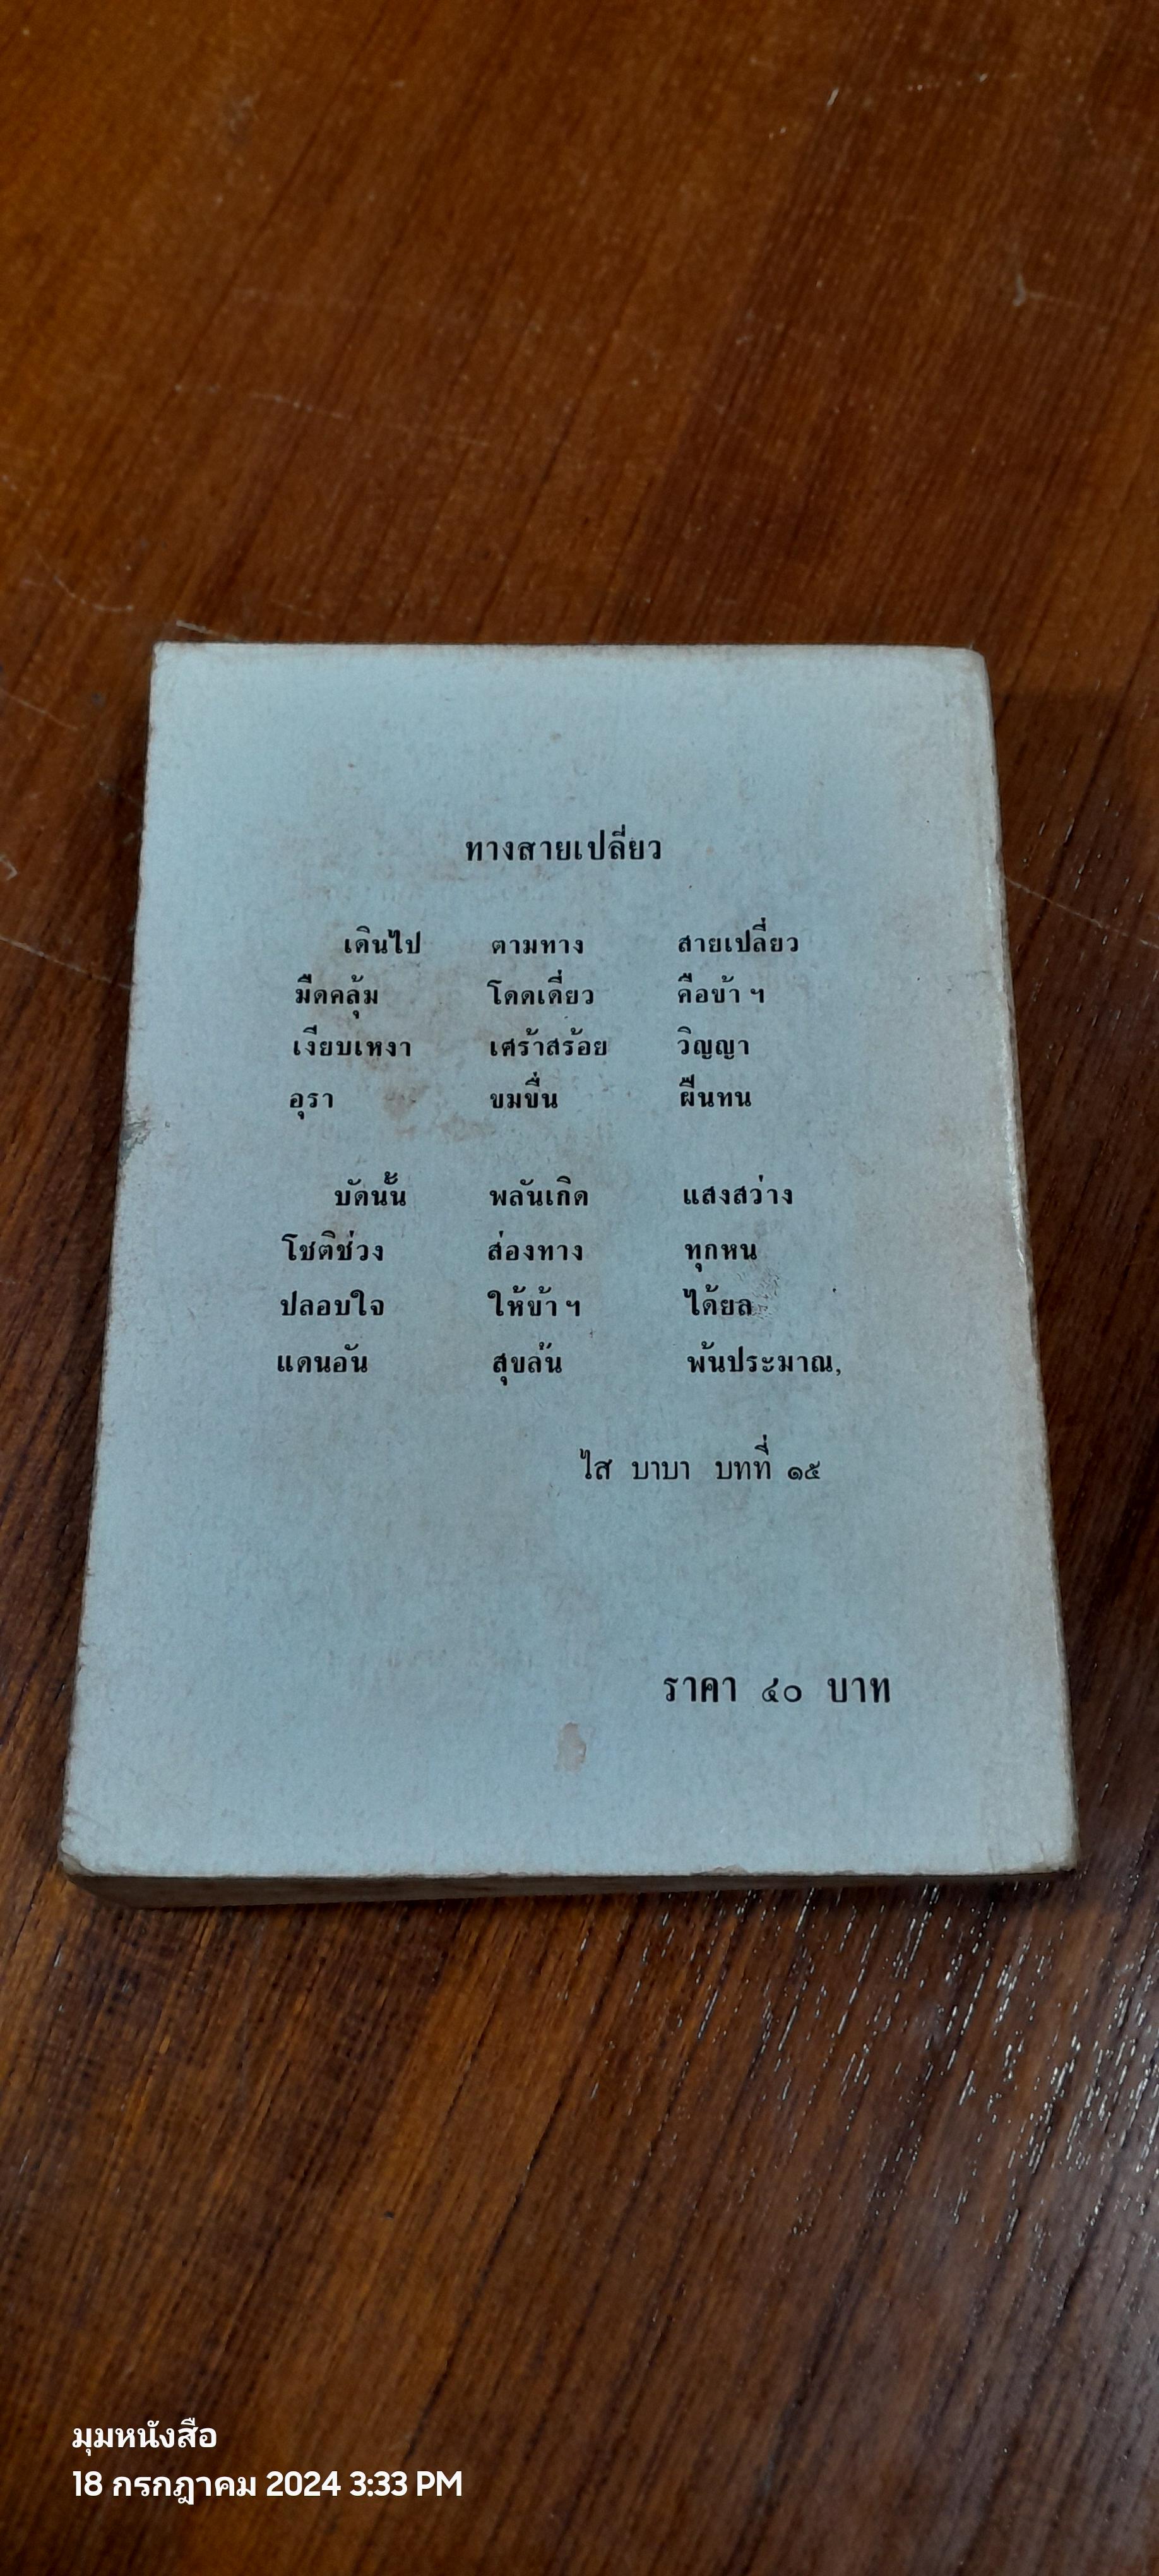 ทางสายเปลี่ยว
เดินไป ตามทาง สายเปลี่ยว
มืดคลุ้ม โดดเดี่ยว คือข้า ฯ
เงียบเหงา เศร้าสร้อย วิญญา
อุรา ขมขื่น ฝืนทน
บัดนั้น พลันเกิด แสงสว่าง
โชติช่วง ส่องทาง ทุกหน
ปลอบใจ ให้ข้า ฯ ได้ยล
แดนอัน สุขล้น พ้นประมาณ,
ไส บาบา บทที่ ๑๕
ราคา ๔๐ บาท
มุมหนังสือ
18 กรกฎาคม 2024 3:33 PM